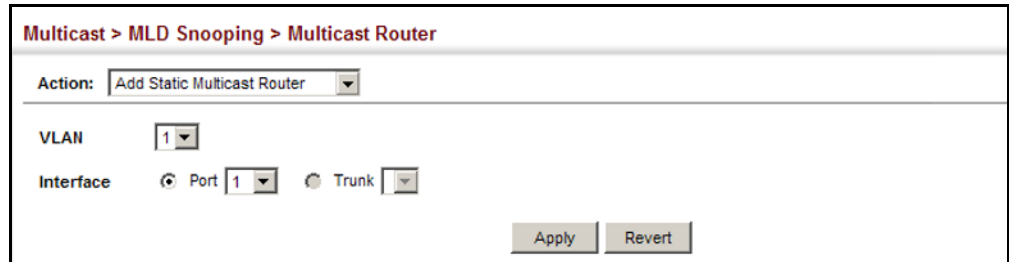 Multicast > MLD Snooping > Multicast Router
Action: Add Static Multicast Router
VLAN 1
Interface Port 1 Trunk
Apply Revert